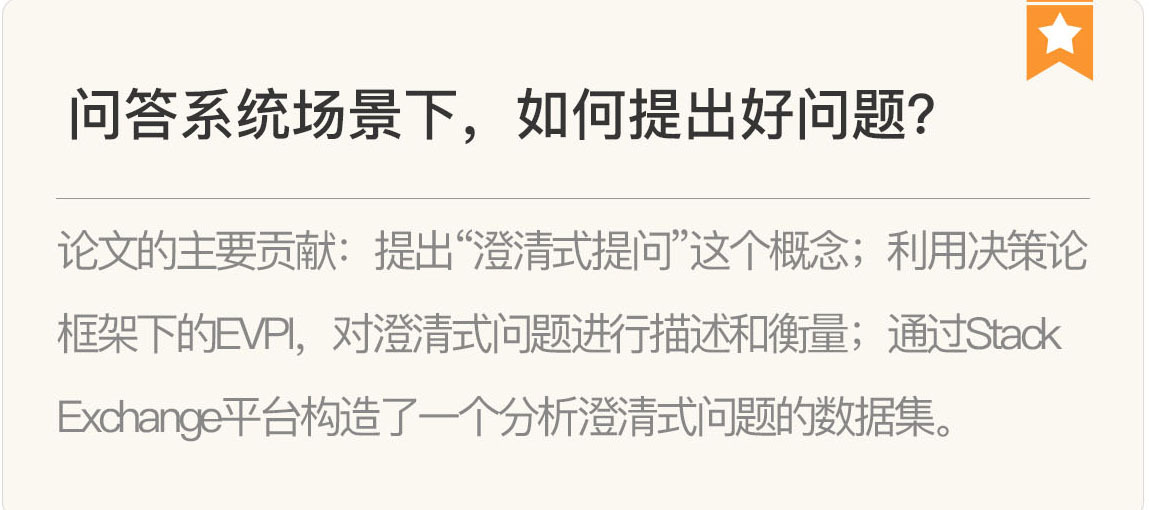 问答系统场景下，如何提出好问题？
论文的主要贡献：提出“澄清式提问”这个概念；利用决策论
框架下的EVPI，对澄清式问题进行描述和衡量；通过Stack
Exchange平台构造了一个分析澄清式问题的数据集。